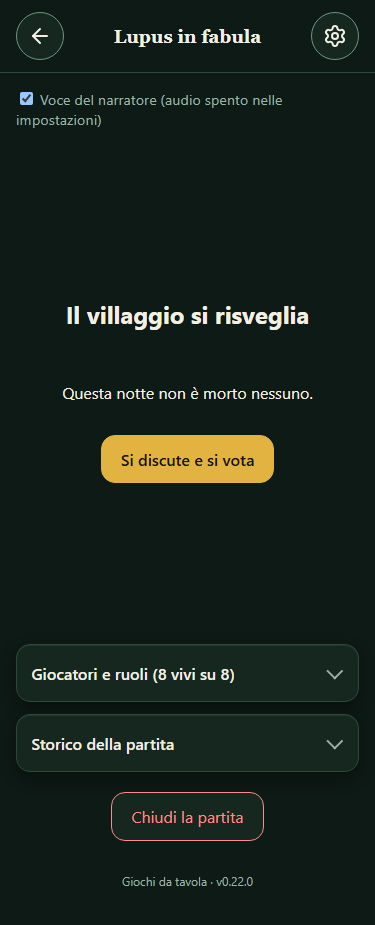 Lupus in fabula
Voce del narratore (audio spento nelle
impostazioni)
Il villaggio si risveglia
Questa notte non è morto nessuno.
Si discute e si vota
Giocatori e ruoli (8 vivi su 8)
Storico della partita
Chiudi la partita
Giochi da tavola · v0.22.0